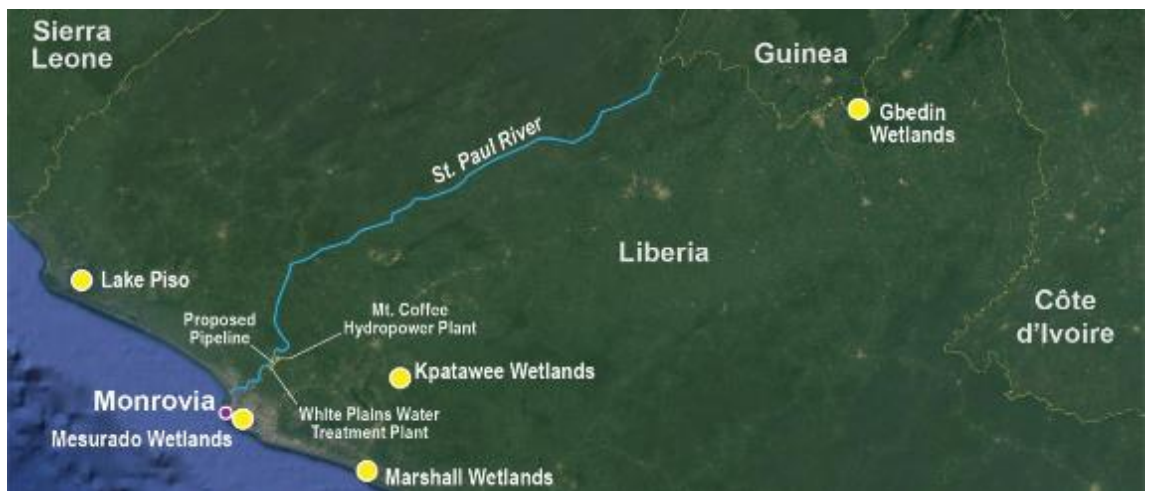 Sierra
Leone
Guinea
Gbedin
Wetlands
St. Paul River
Liberia
Lake Piso
Côte
d'Ivoire
Proposed
Pipeline
Mt. Coffee
Hydropower Plant
Kpatawee Wetlands
Monrovia
White Plains Water
Treatment Plant
Mesurado Wetlands
Marshall Wetlands